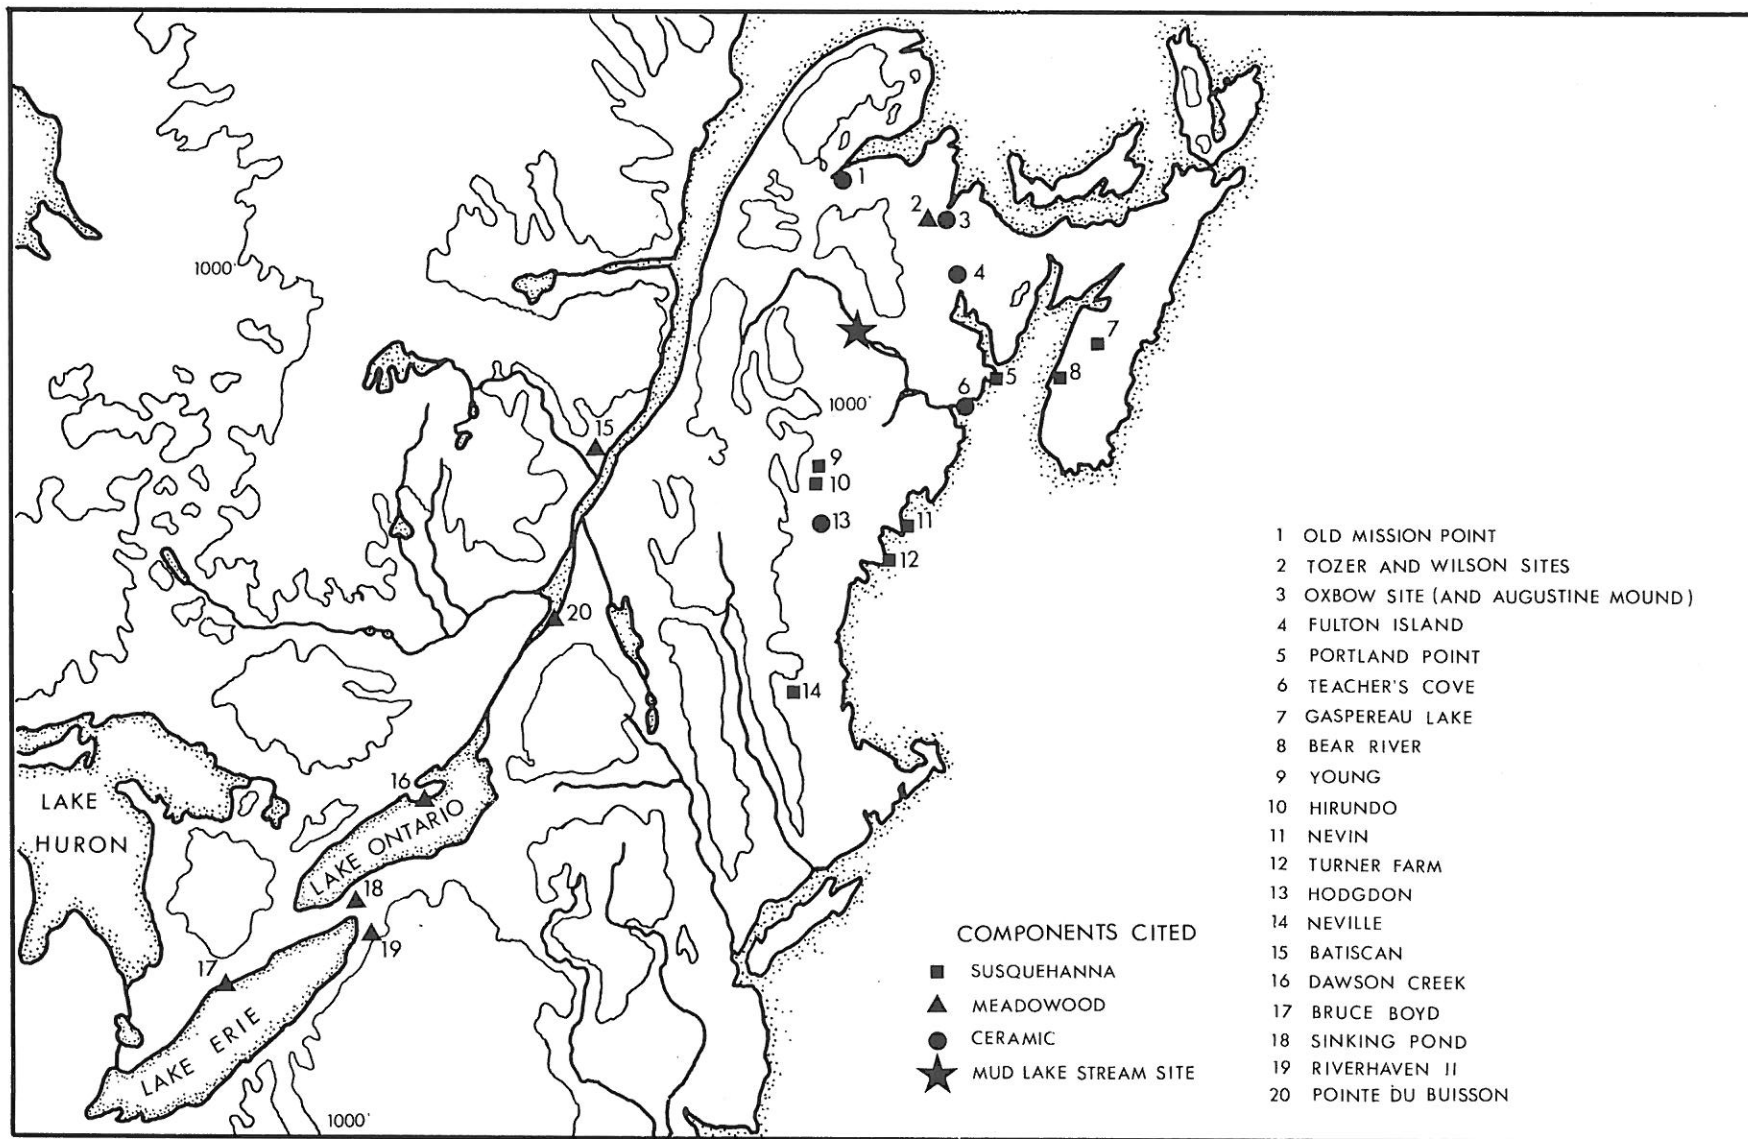 1
2
3
1000'
4
7
5
8
6
1000'
15
9
10
13
11
12
20
14
16
LAKE
HURON
LAKE ONTARIO
18
19
17
LAKE ERIE
1000'
COMPONENTS CITED
SUSQUEHANNA
MEADOWOOD
CERAMIC
MUD LAKE STREAM SITE
1 OLD MISSION POINT
2 TOZER AND WILSON SITES
3 OXBOW SITE (AND AUGUSTINE MOUND)
4 FULTON ISLAND
5 PORTLAND POINT
6 TEACHER'S COVE
7 GASPEREAU LAKE
8 BEAR RIVER
9 YOUNG
10 HIRUNDO
11 NEVIN
12 TURNER FARM
13 HODGDON
14 NEVILLE
15 BATISCAN
16 DAWSON CREEK
17 BRUCE BOYD
18 SINKING POND
19 RIVERHAVEN II
20 POINTE DU BUISSON